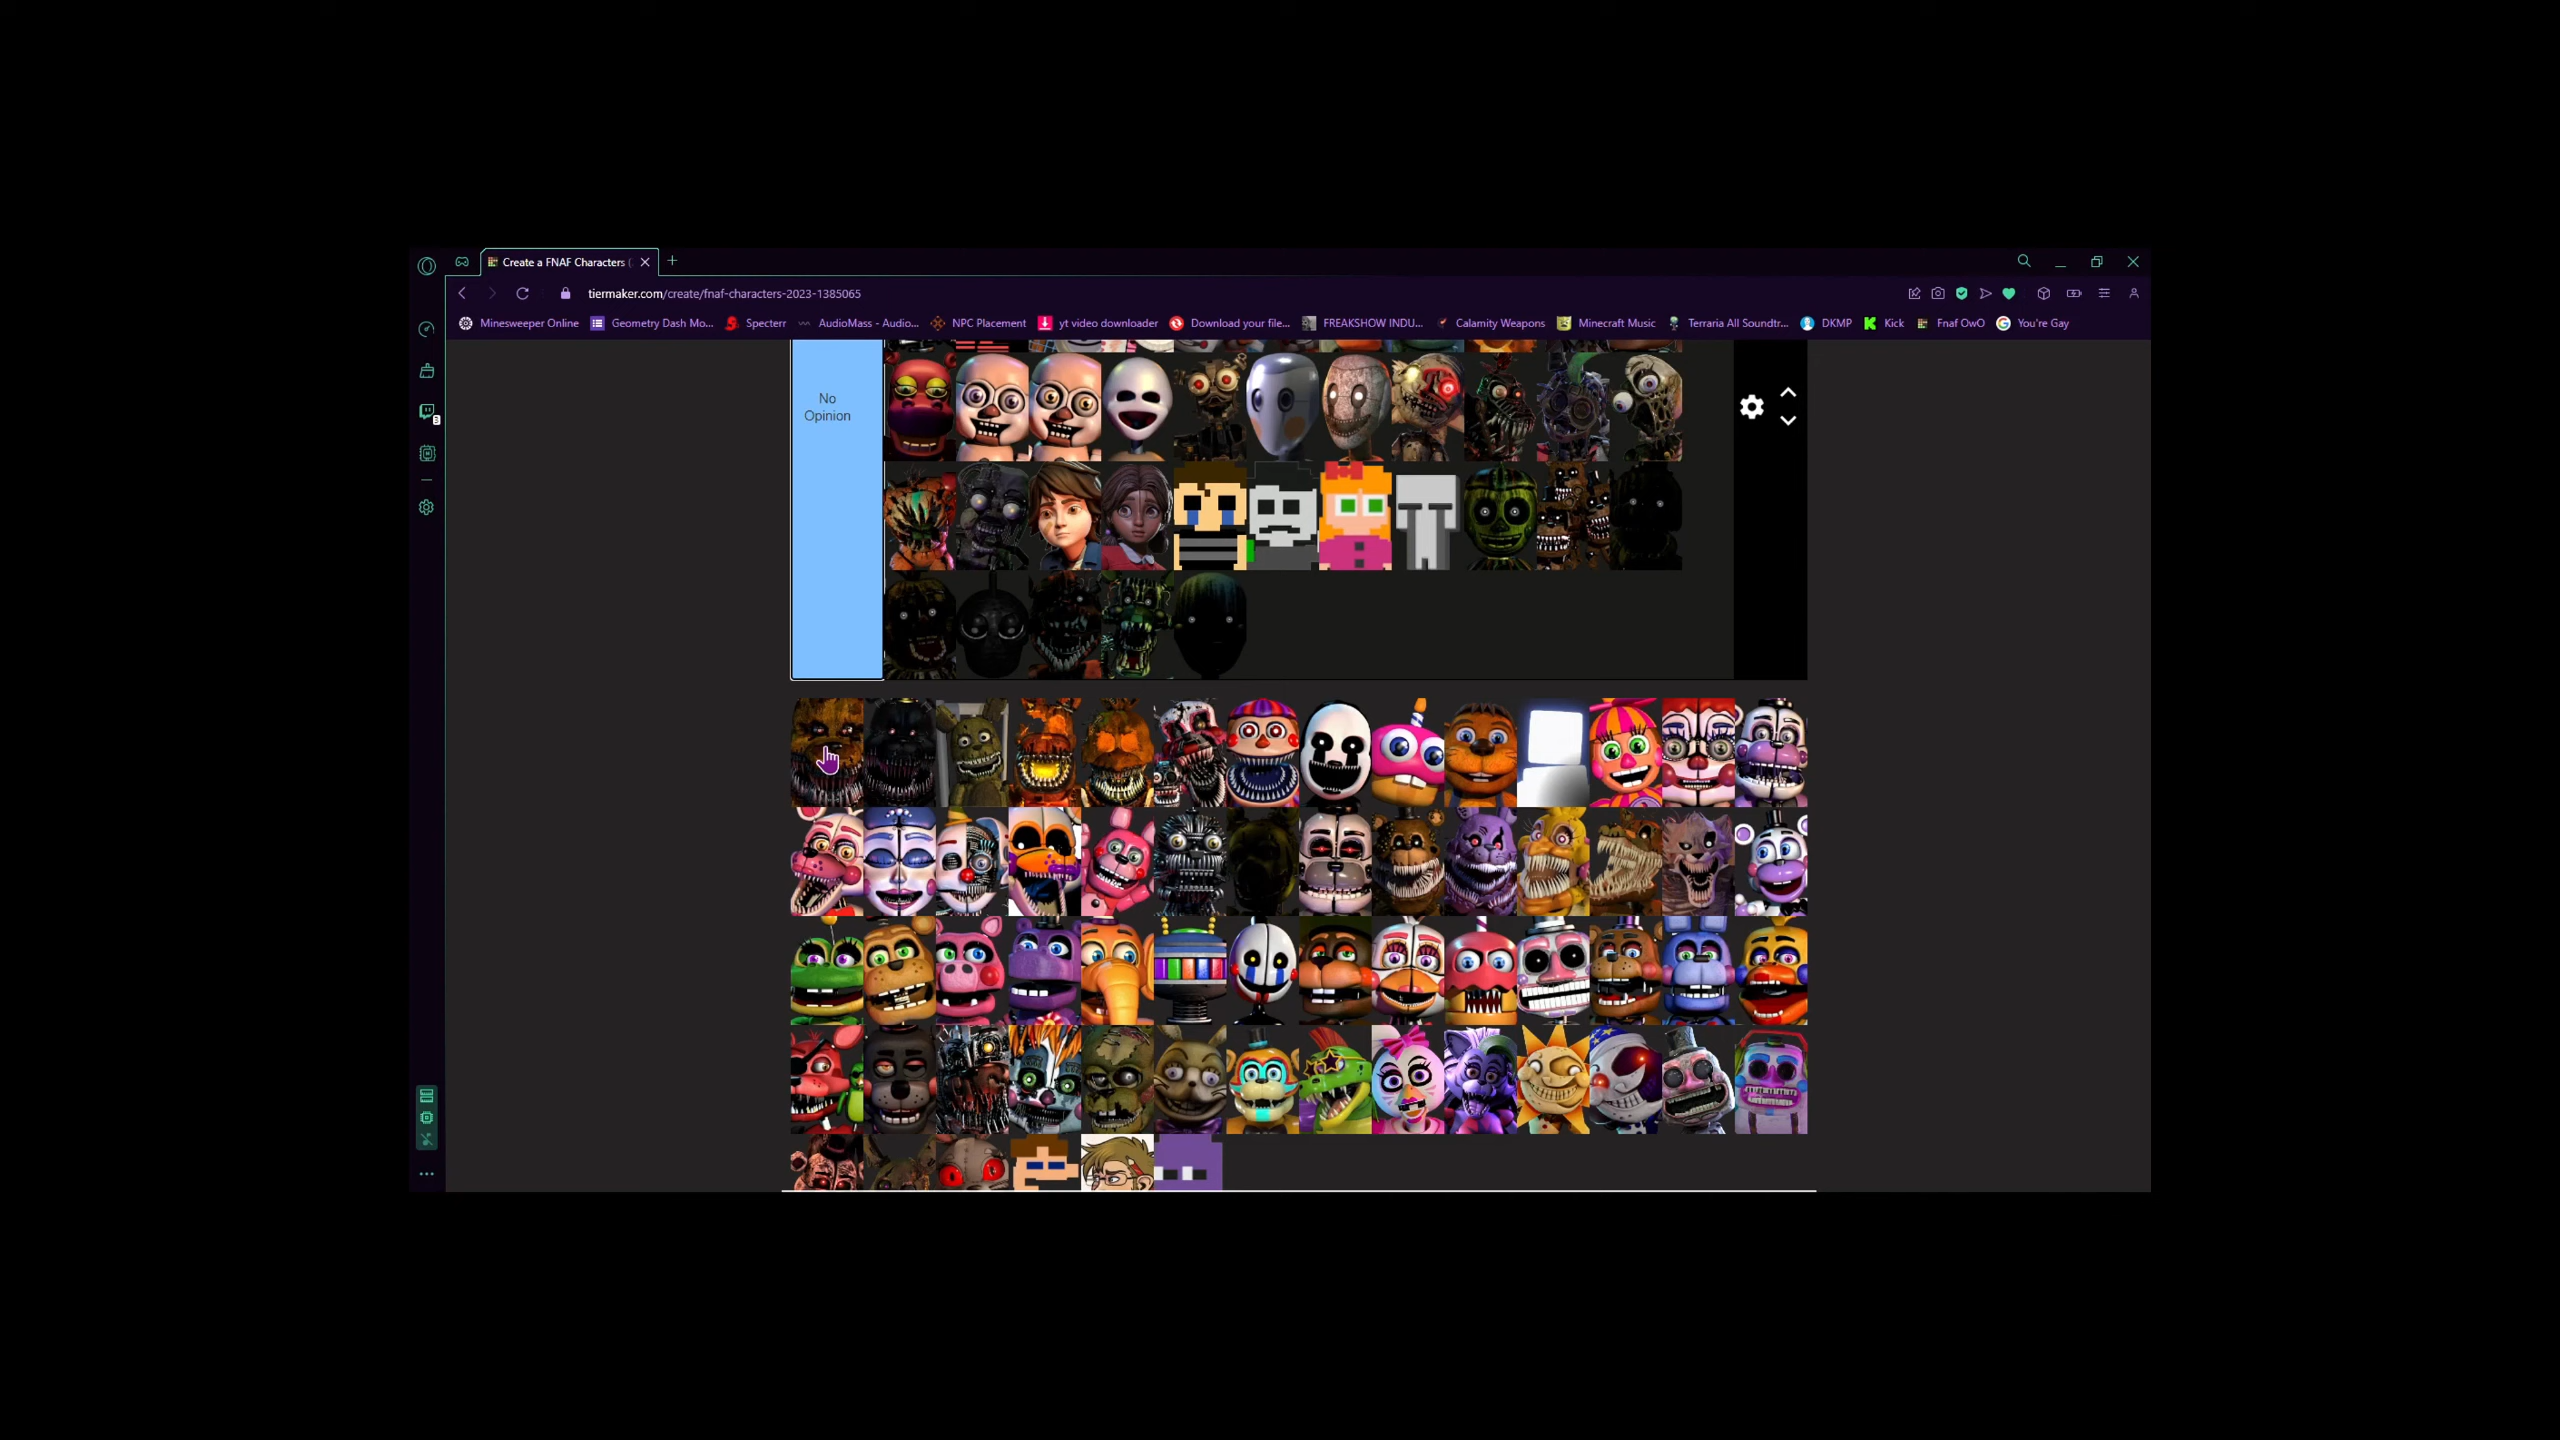 Create a FNAF Characters (
tiermaker.com/create/fnaf-characters-2023-1385065
Minesweeper Online Geometry Dash Mo... Specterr AudioMass - Audio... NPC Placement yt video downloader Download your file... FREAKSHOW INDU... Calamity Weapons Minecraft Music Terraria All Soundtr... DKMP Kick Fnaf OwO You're Gay
3
No
Opinion